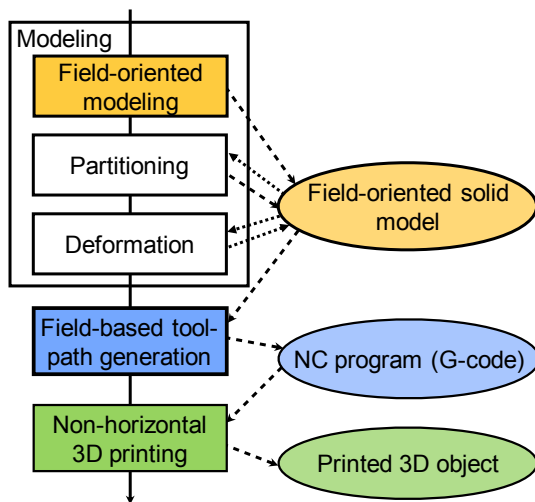 Modeling
Field-oriented
modeling
Partitioning
Deformation
Field-oriented solid
model
Field-based tool-
path generation
NC program (G-code)
Non-horizontal
3D printing
Printed 3D object